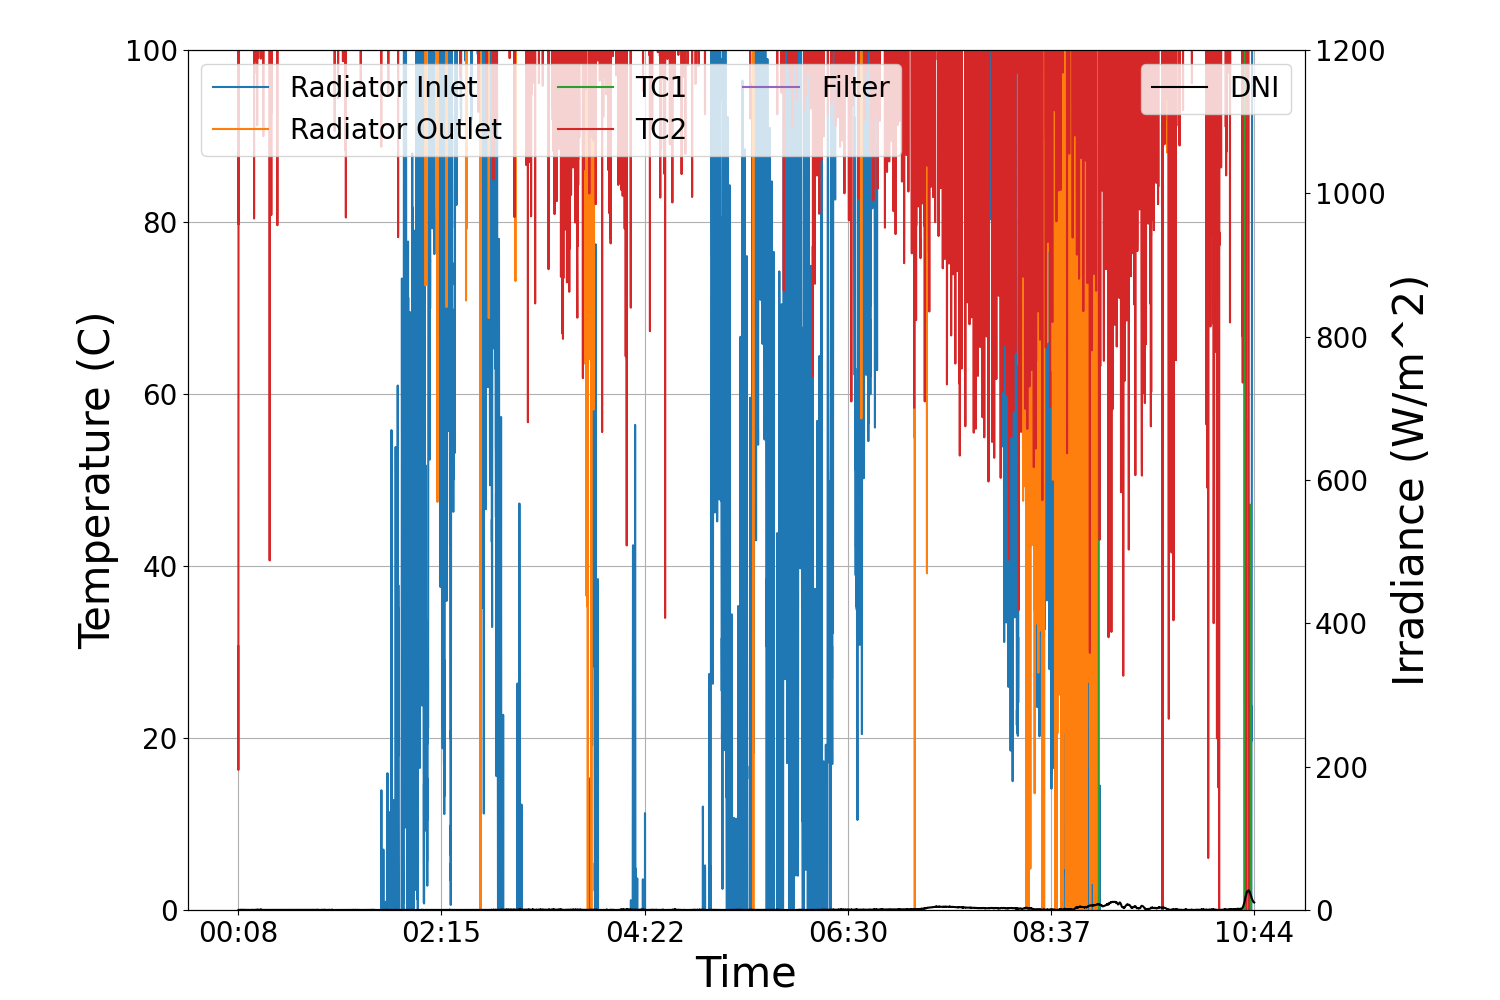 100
80
60
40
20
0
Temperature (C)
Radiator Inlet
Radiator Outlet
TC1
TC2
Filter
DNI
1200
1000
800
600
400
200
0
Irradiance (W/m^2)
00:08
02:15
04:22
06:30
08:37
10:44
Time